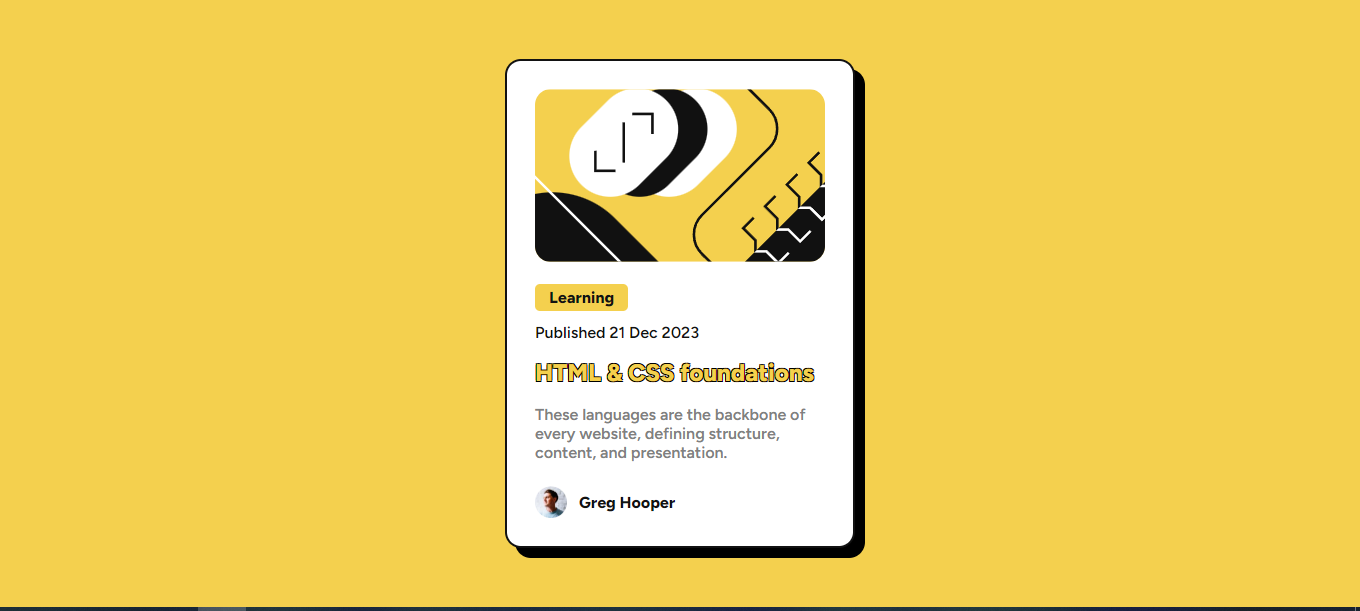 Learning
Published 21 Dec 2023
HTML & CSS foundations
These languages are the backbone of
every website, defining structure,
content, and presentation.
Greg Hooper